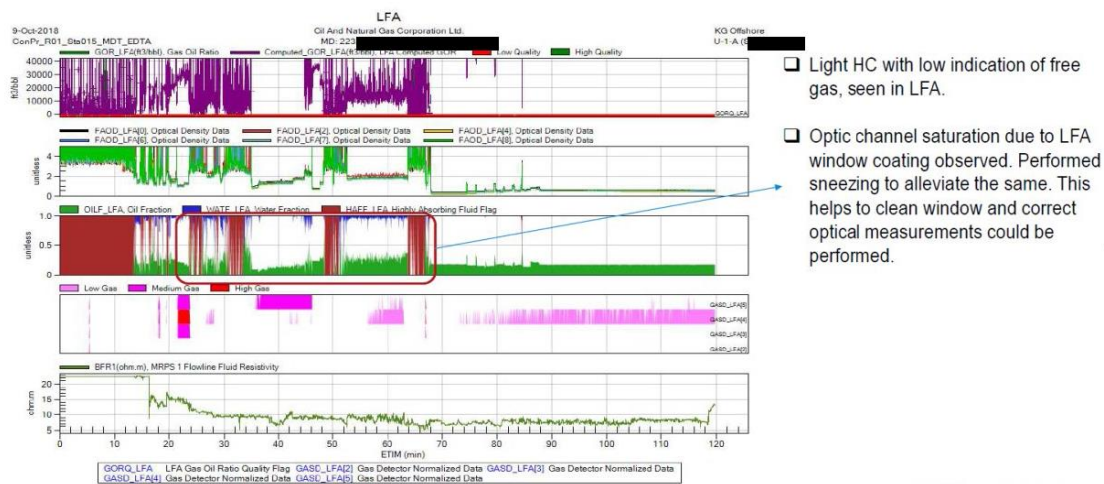 LFA
9-Oct-2018 Oil And Natural Gas Corporation Ltd. KG Offshore
ConPr_R01_Sta015_MDT_EDTA MD: 223 U-1-A (S
GOR_LFA(ft3/bbl), Gas Oil Ratio Computed_GOR_LFA(ft3/bbl), LFA Computed GOR Low Quality High Quality
40000
30000
20000
10000
0
ft3/bbl
GORQ_LFA
FAOD_LFA[0], Optical Density Data FAOD_LFA[2], Optical Density Data FAOD_LFA[4], Optical Density Data
FAOD_LFA[6], Optical Density Data FAOD_LFA[7], Optical Density Data FAOD_LFA[8], Optical Density Data
4
2
0
unitless
OILF_LFA, Oil Fraction WATF_LFA, Water Fraction HAFF_LFA, Highly Absorbing Fluid Flag
1.0
0.5
0
unitless
Low Gas Medium Gas High Gas
GASD_LFA[5]
GASD_LFA[4]
GASD_LFA[3]
GASD_LFA[2]
BFR1(ohm.m), MRPS 1 Flowline Fluid Resistivity
20
15
10
5
ohm.m
0 10 20 30 40 50 60 70 80 90 100 110 120
ETIM (min)
GORQ_LFA LFA Gas Oil Ratio Quality Flag GASD_LFA[2] Gas Detector Normalized Data GASD_LFA[3] Gas Detector Normalized Data
GASD_LFA[4] Gas Detector Normalized Data GASD_LFA[5] Gas Detector Normalized Data
Light HC with low indication of free
gas, seen in LFA.
Optic channel saturation due to LFA
window coating observed. Performed
sneezing to alleviate the same. This
helps to clean window and correct
optical measurements could be
performed.